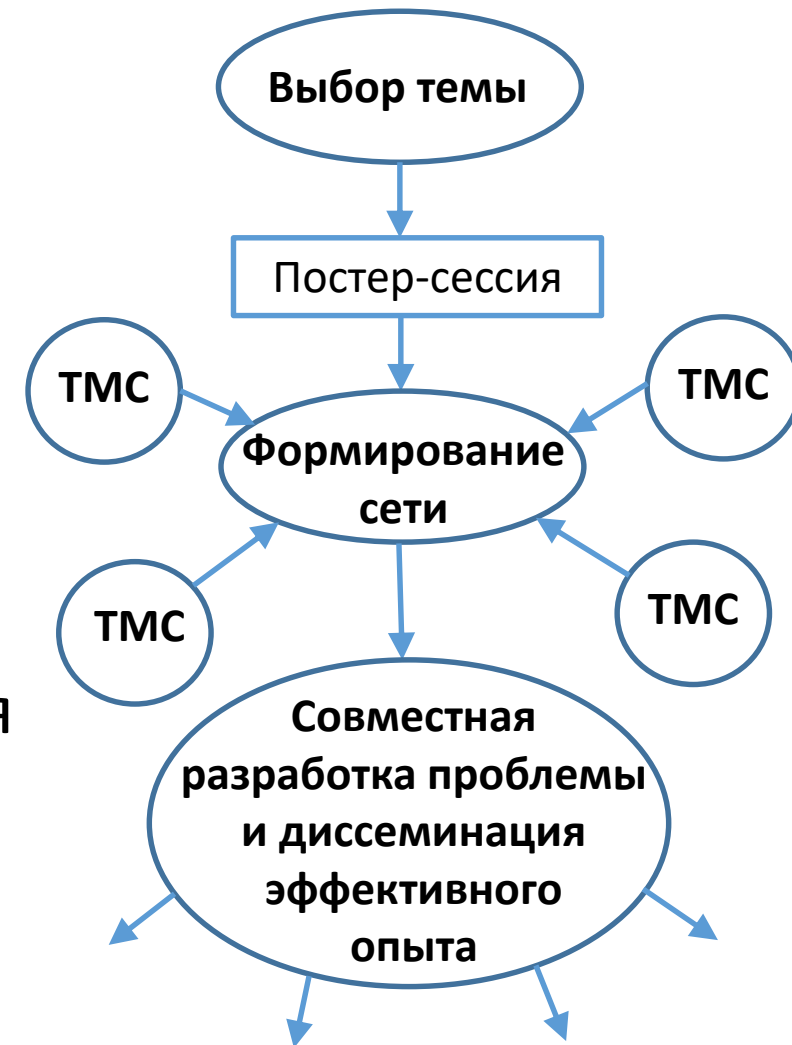 Выбор темы
Постер-сессия
ТМС
ТМС
Формирование
сети
ТМС
ТМС
я
Совместная
разработка проблемы
и диссеминация
эффективного
опыта